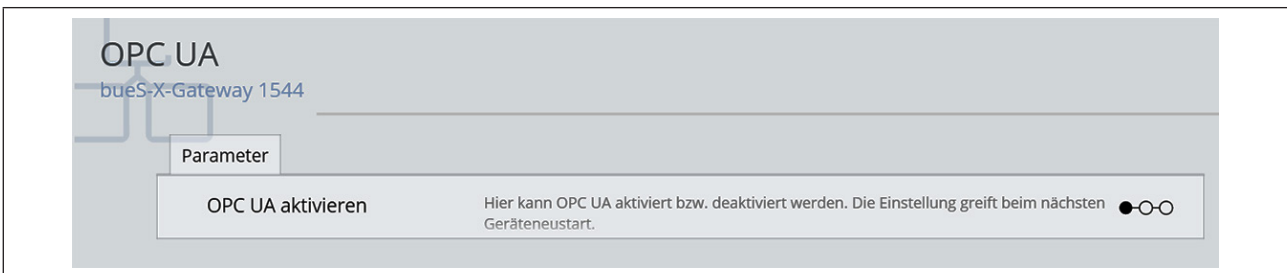 OPC UA
bueS-X-Gateway 1544
Parameter
OPC UA aktivieren
Hier kann OPC UA aktiviert bzw. deaktiviert werden. Die Einstellung greift beim nächsten
Geräteneustart.